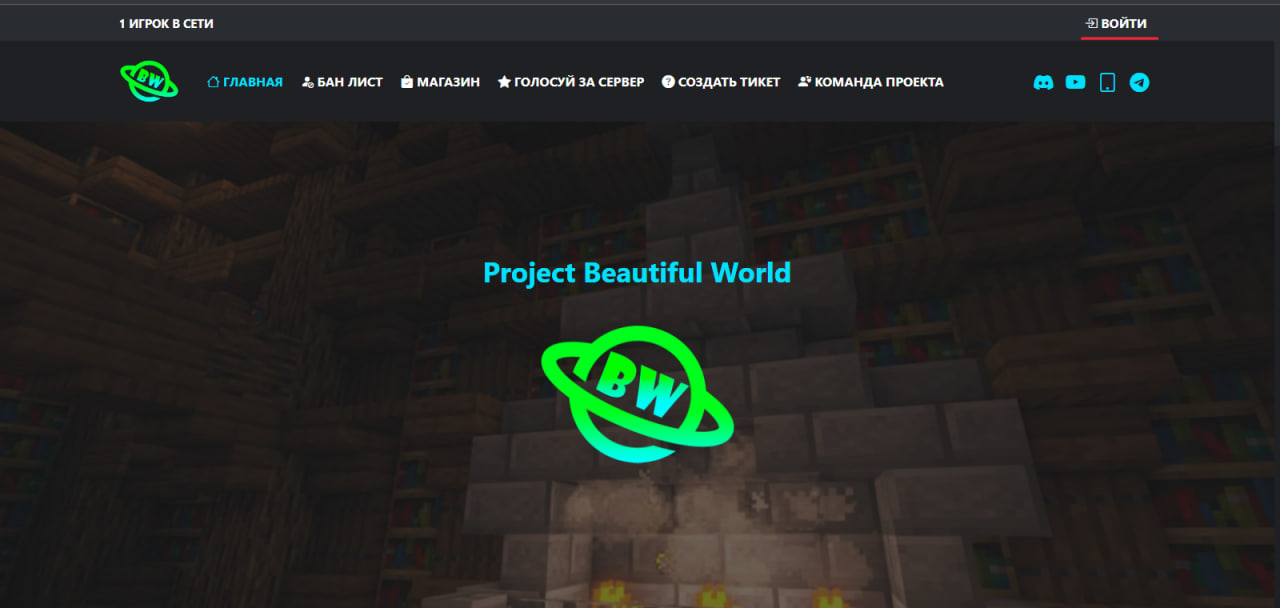 1 ИГРОК В СЕТИ
ВОЙТИ
BW
ГЛАВНАЯ
БАН ЛИСТ
МАГАЗИН
ГОЛОСУЙ ЗА СЕРВЕР
СОЗДАТЬ ТИКЕТ
КОМАНДА ПРОЕКТА
Project Beautiful World
BW